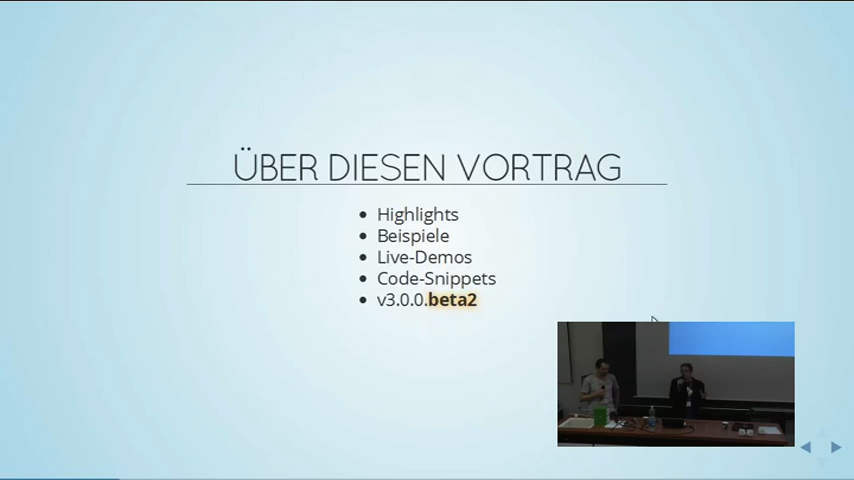 ÜBER DIESEN VORTRAG
Highlights
Beispiele
Live-Demos
Code-Snippets
v3.0.0.beta2